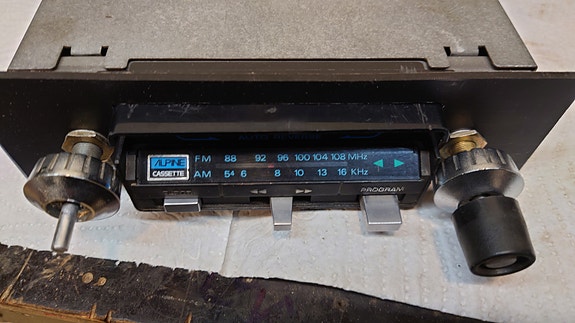 ALPINE
CASSETTE
FM 88 92 96 100 104 108 MHz
AM 54 6 8 10 13 16 KHz
PROGRAM